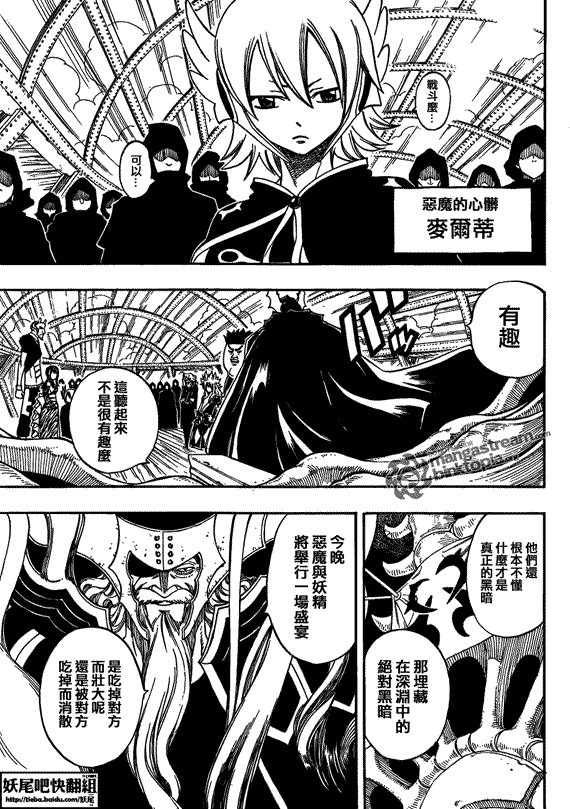 戰斗麼…
可以…
惡魔的心髒
麥爾蒂
有趣
這聽起來
不是很有趣麼
mangastream.com
binktopia.com
他們還
根本不懂
什麼才是
真正的黑暗
那埋藏
在深淵中的
絕對黑暗
今晚
惡魔與妖精
將舉行一場盛宴
是吃掉對方
而壯大呢
還是被對方
吃掉而消散
妖尾吧快翻組
http://tieba.baidu.com/妖尾